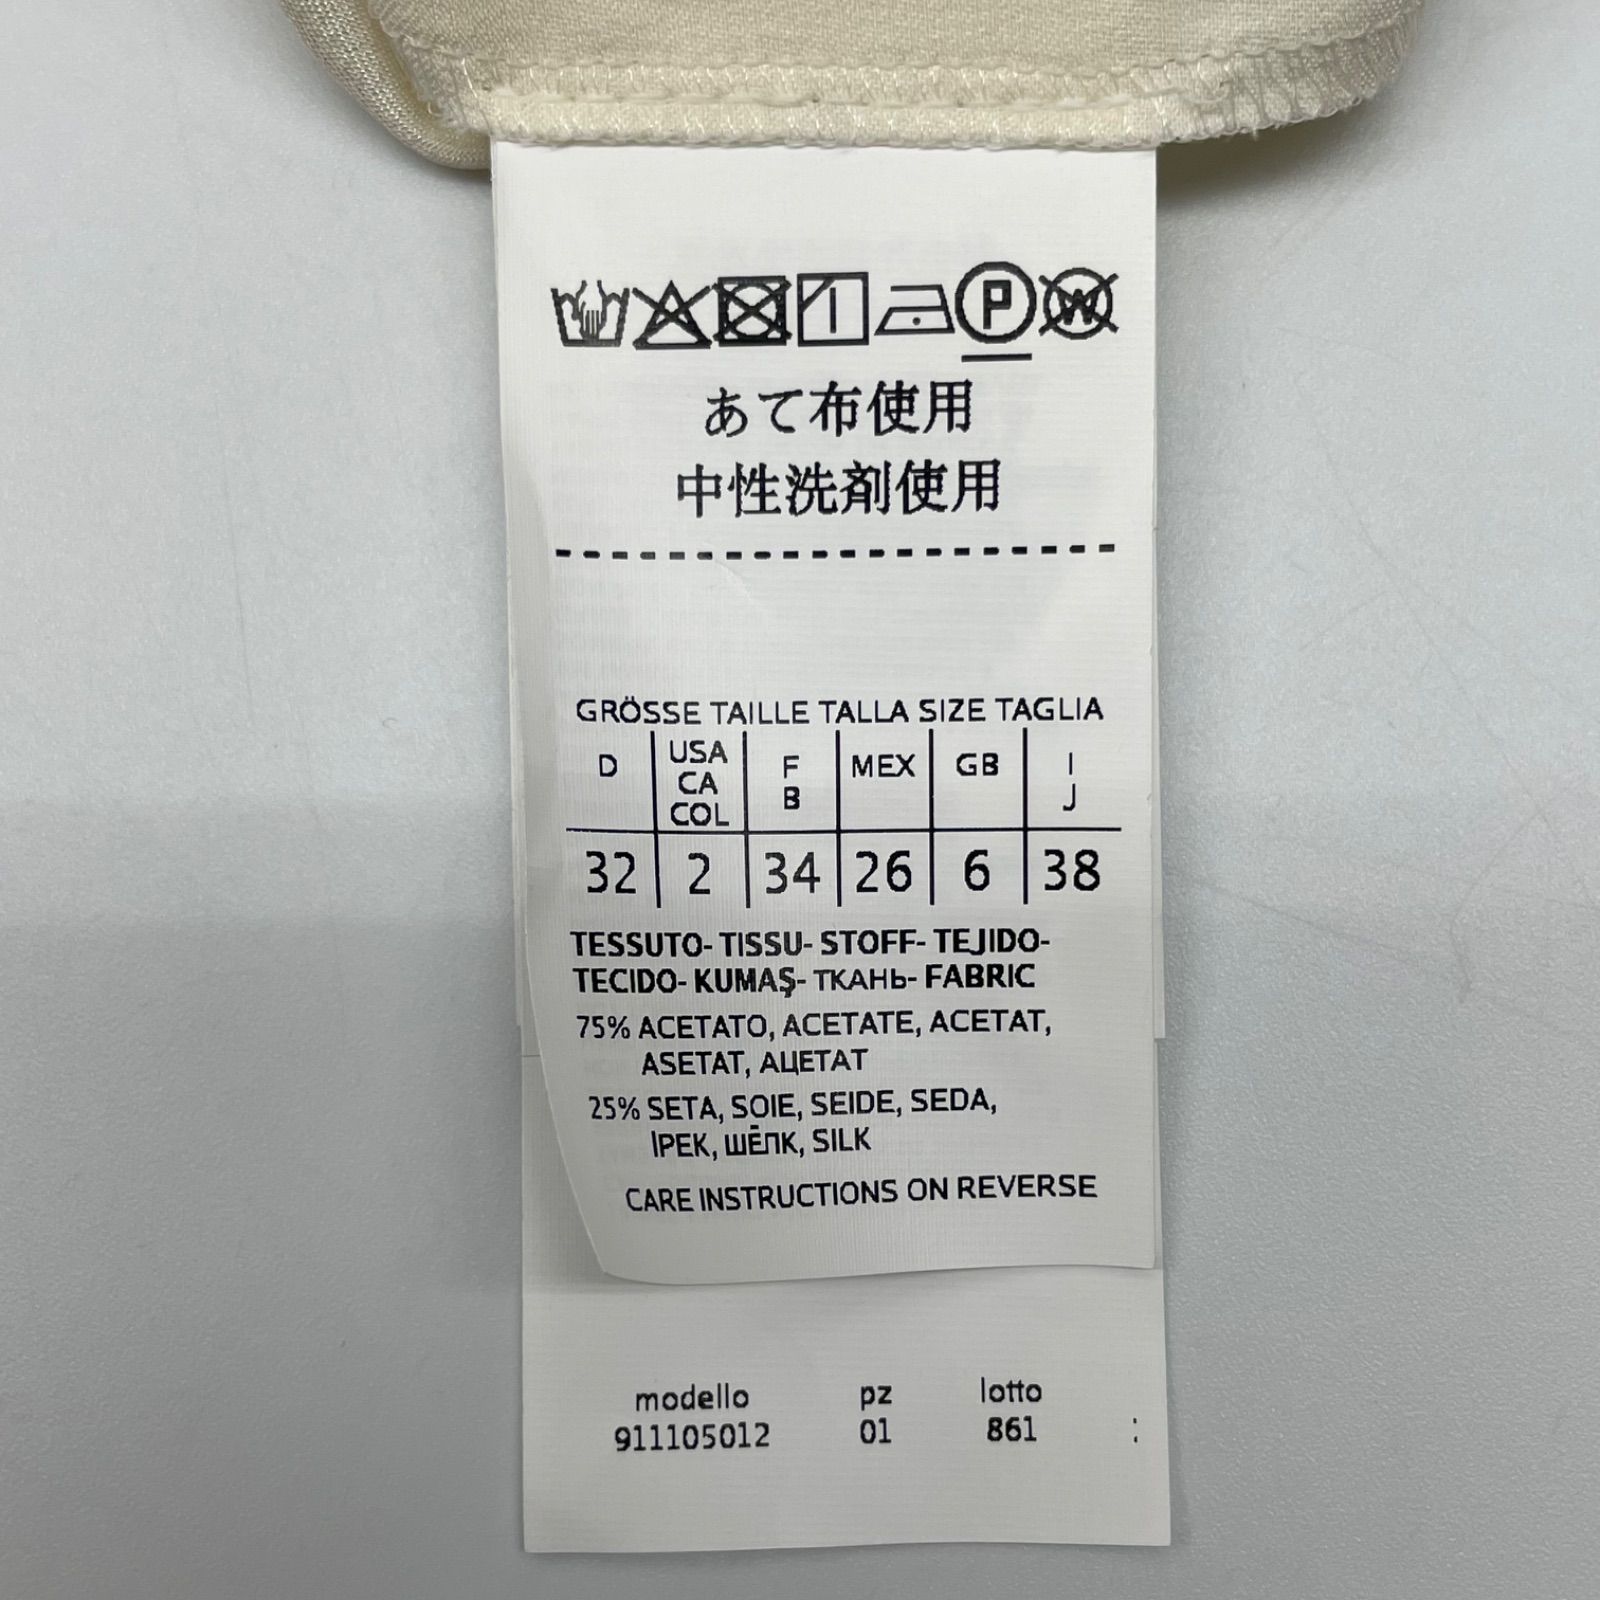 P W
あて布使用
中性洗剤使用
GRÖSSE TAILLE TALLA SIZE TAGLIA
D USA CA COL F B MEX GB I J
32 2 34 26 6 38
TESSUTO- TISSU- STOFF- TEJIDO-
TECIDO- KUMAŞ- ТКАНЬ- FABRIC
75% ACETATO, ACETATE, ACETAT,
ASETAT, АЦЕТАТ
25% SETA, SOIE, SEIDE, SEDA,
İPEK, ШЁЛК, SILK
CARE INSTRUCTIONS ON REVERSE
modello pz lotto
911105012 01 861